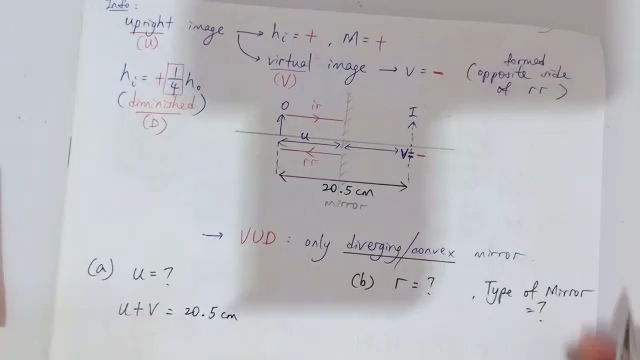 Info:
upright image → hi = + , M = +
(U)
virtual image → V = − (formed opposite side of rr)
(V)
hi = + 1/4 ho
(diminished)
(D)
O ir I
u V = −
rr
20.5 cm
mirror
→ VUD : only diverging/convex mirror.
(a) u = ? (b) r = ? , Type of Mirror = ?
u + V = 20.5 cm